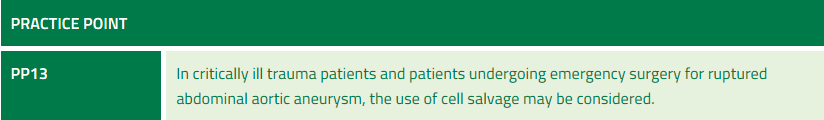 PRACTICE POINT
PP13
In critically ill trauma patients and patients undergoing emergency surgery for ruptured
abdominal aortic aneurysm, the use of cell salvage may be considered.